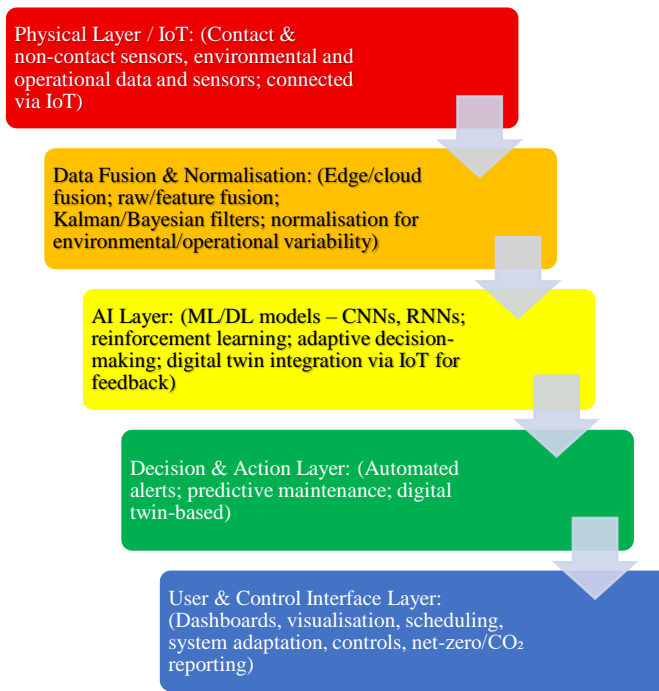 Physical Layer / IoT: (Contact &
non-contact sensors, environmental and
operational data and sensors; connected
via IoT)
Data Fusion & Normalisation: (Edge/cloud
fusion; raw/feature fusion;
Kalman/Bayesian filters; normalisation for
environmental/operational variability)
AI Layer: (ML/DL models – CNNs, RNNs;
reinforcement learning; adaptive decision-
making; digital twin integration via IoT for
feedback)
Decision & Action Layer: (Automated
alerts; predictive maintenance; digital
twin-based)
User & Control Interface Layer:
(Dashboards, visualisation, scheduling,
system adaptation, controls, net-zero/CO₂
reporting)